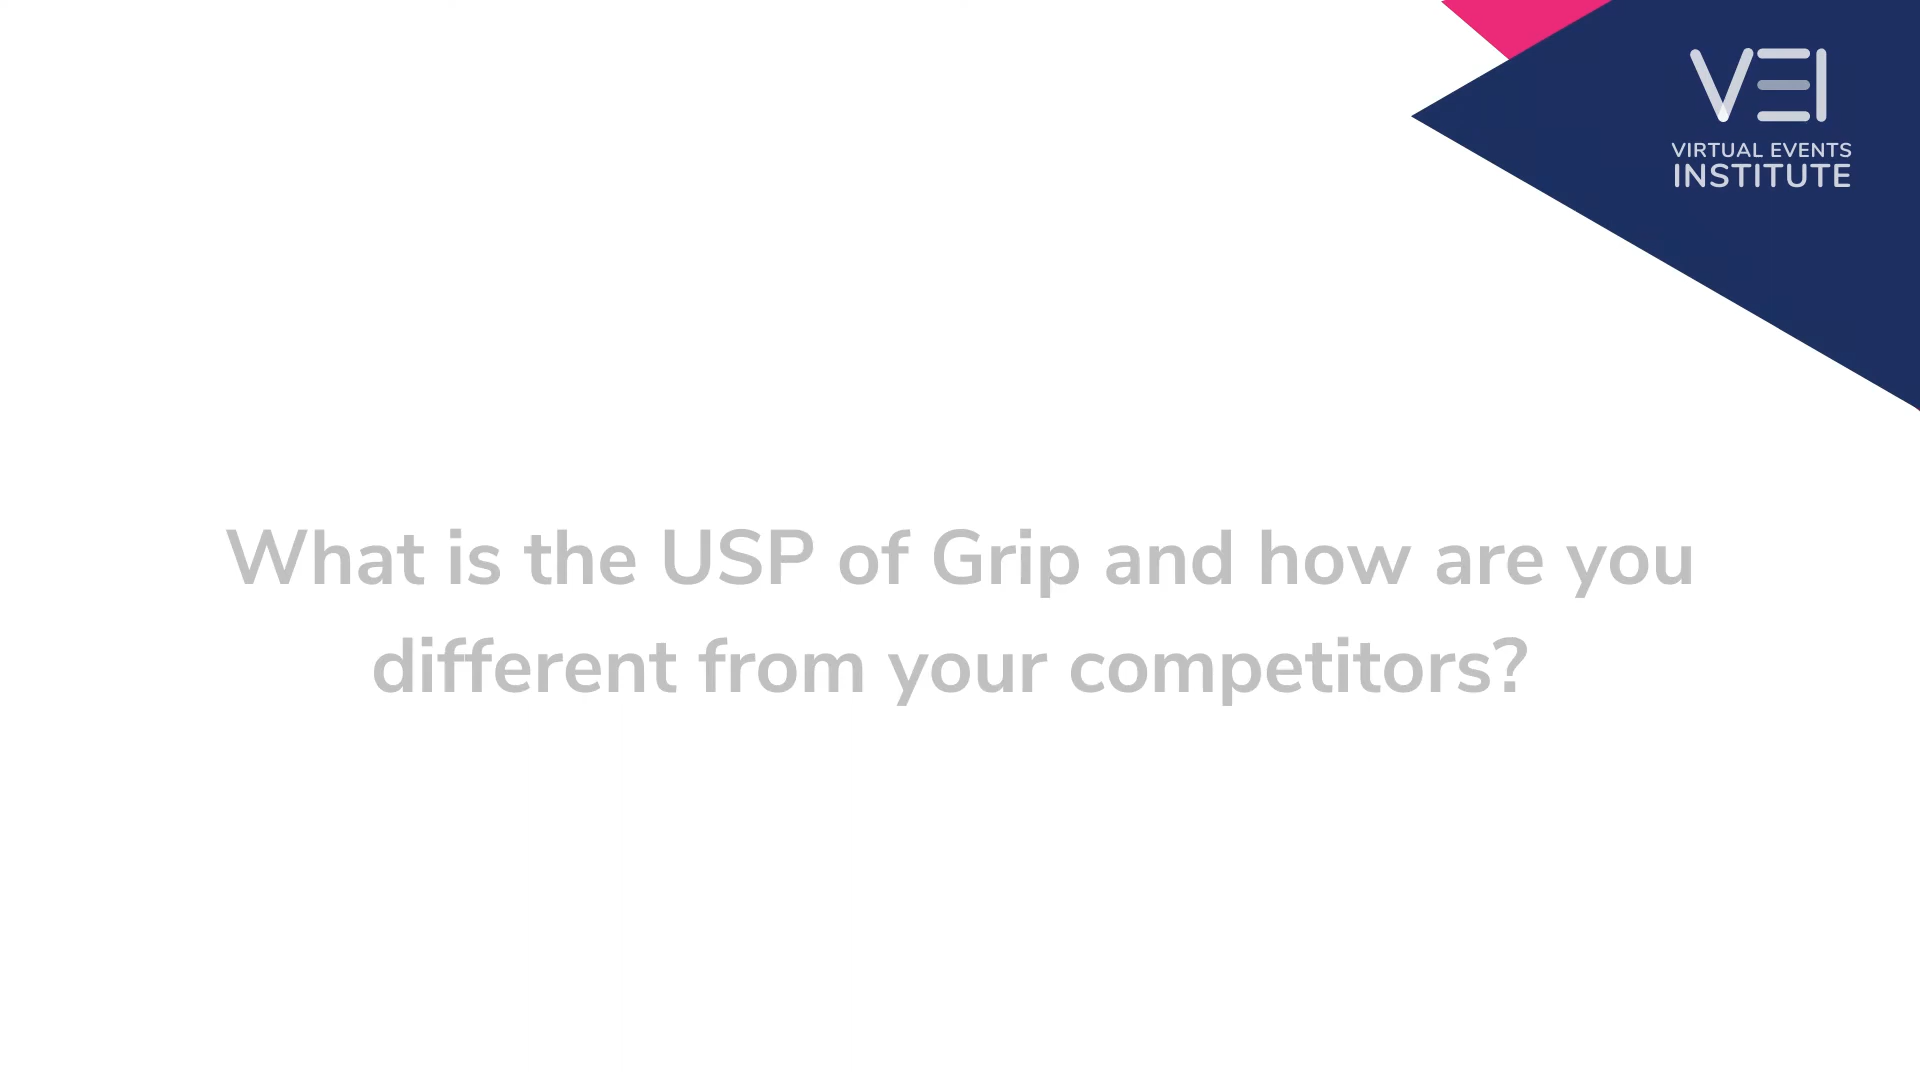 VEI
VIRTUAL EVENTS
INSTITUTE
What is the USP of Grip and how are you
different from your competitors?